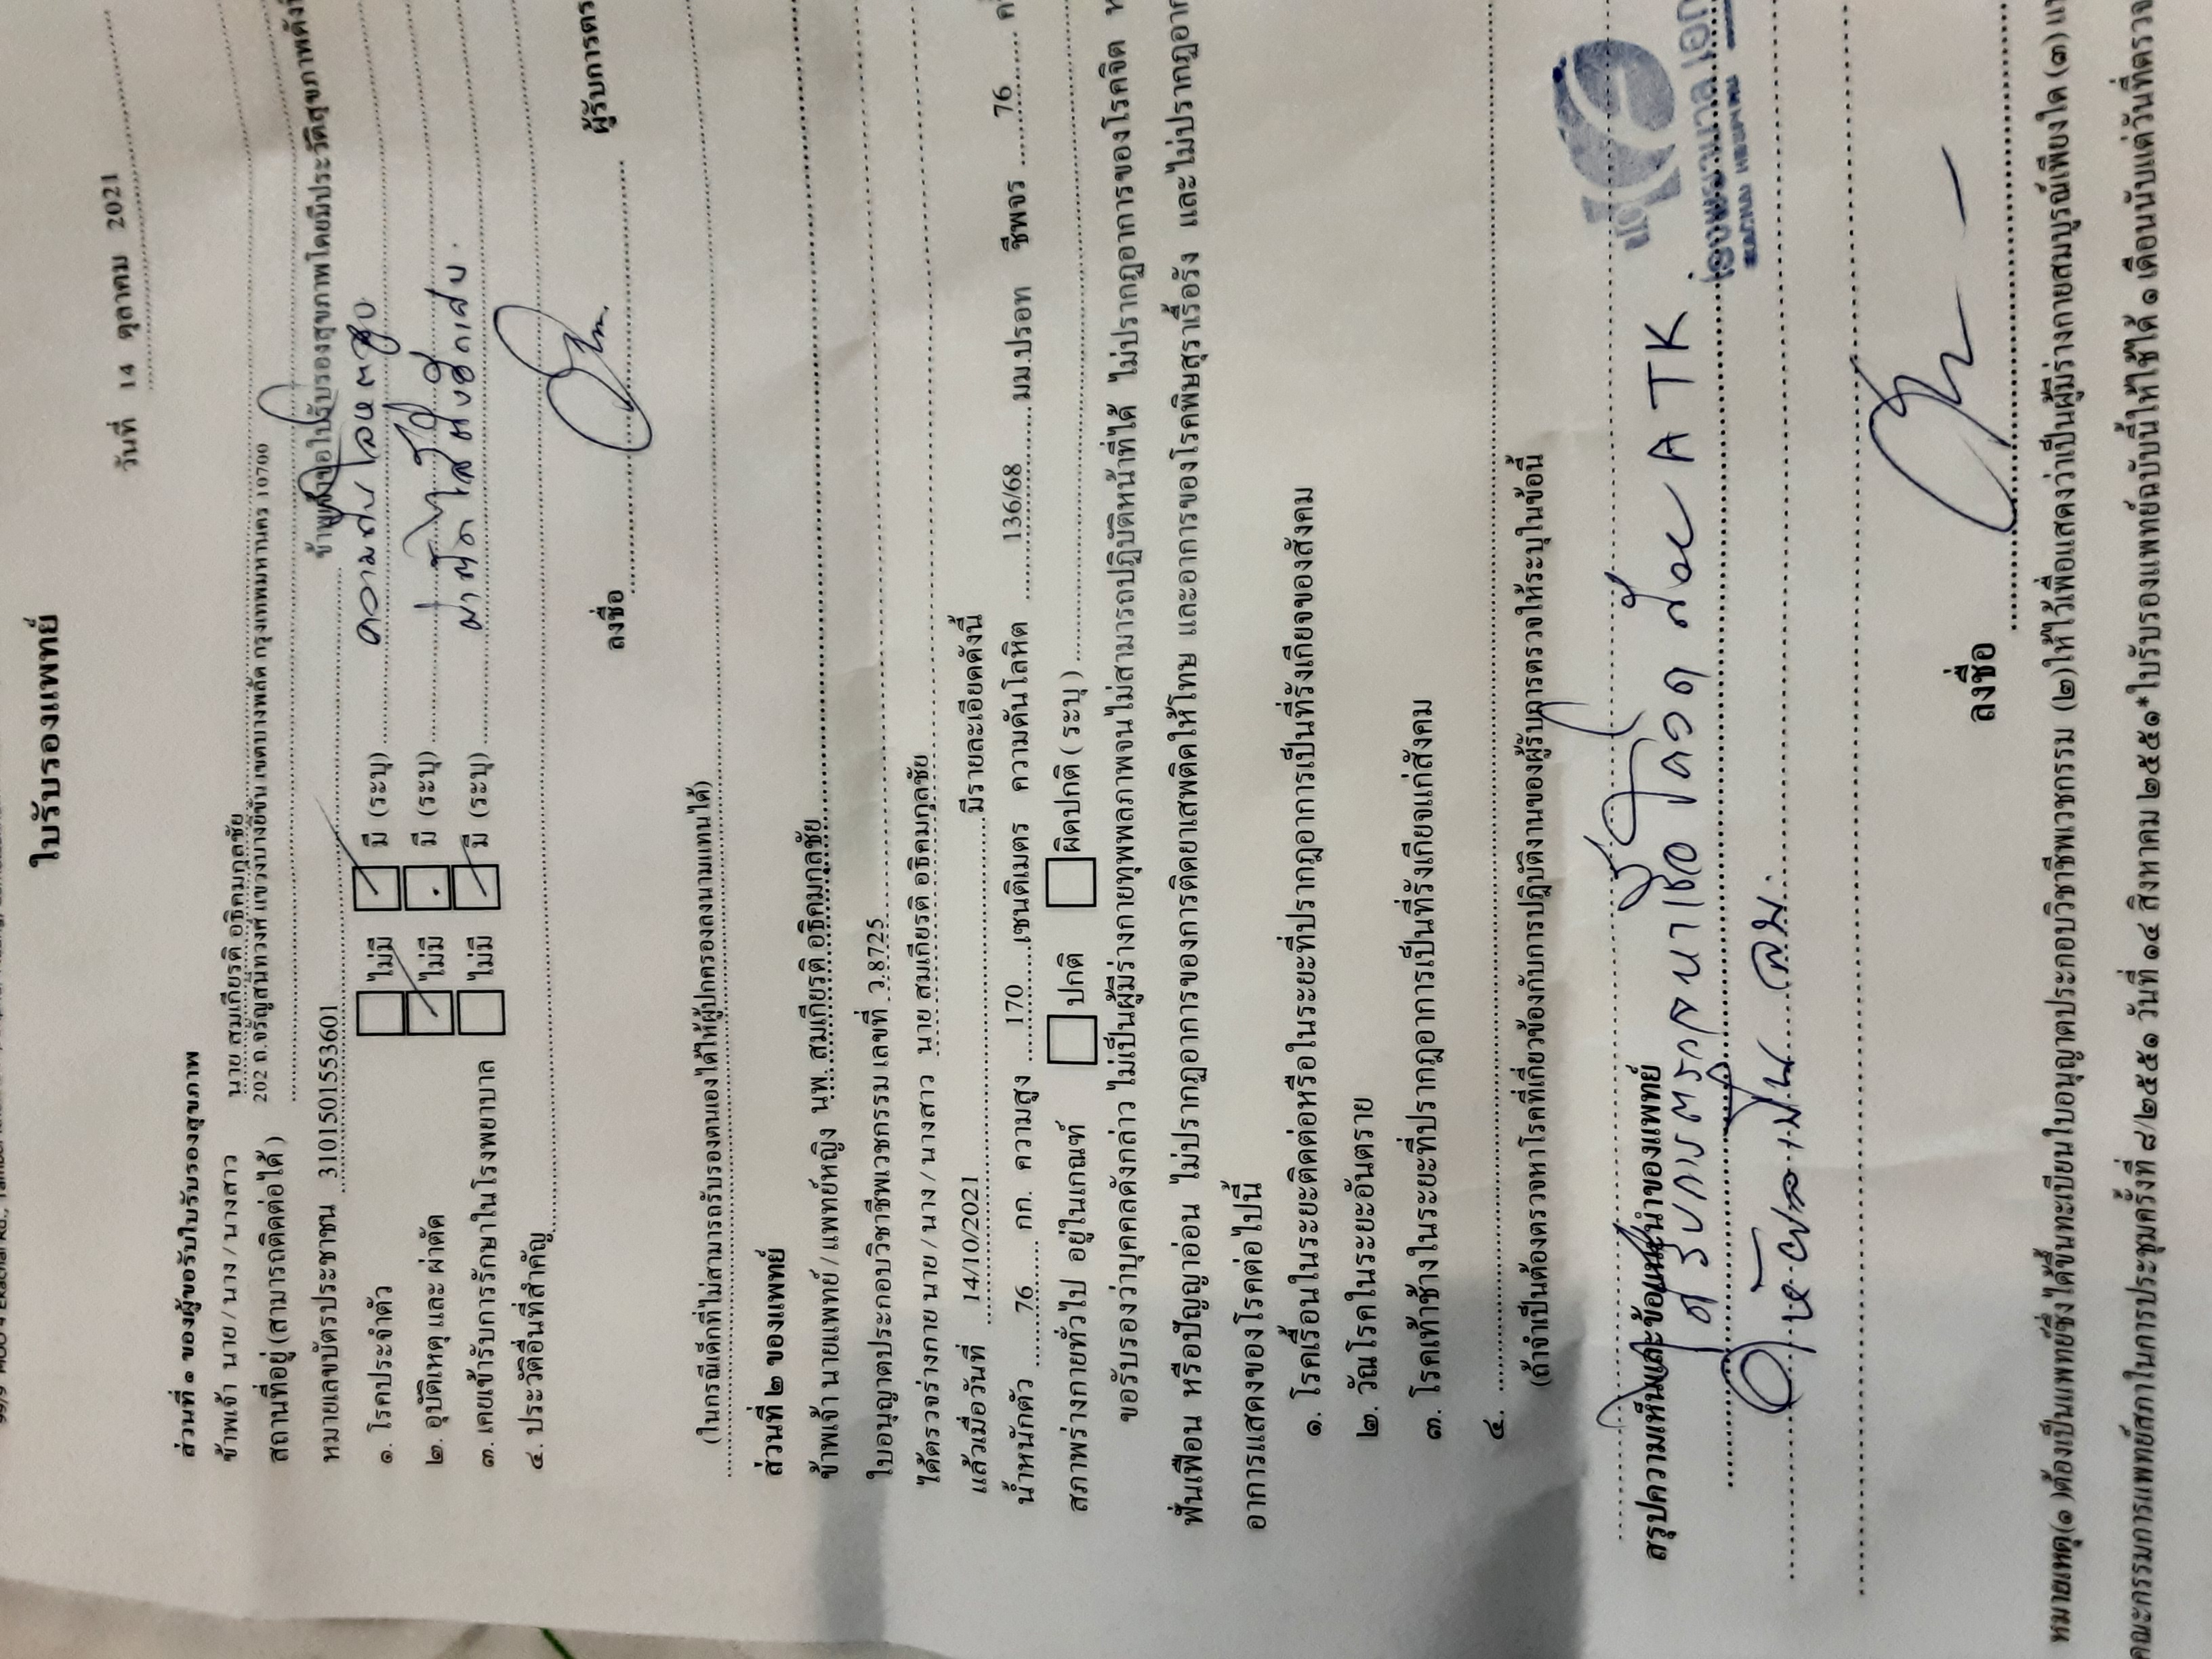 99/9 MOO 4 Ekachai Rd.,
ใบรับรองแพทย์
วันที่ 14 ตุลาคม 2021
ส่วนที่ ๑ ของผู้ขอรับใบรับรองสุขภาพ
ข้าพเจ้า นาย / นาง / นางสาว นาย สมเกียรติ อธิคมกุลชัย
สถานที่อยู่ (สามารถติดต่อได้ ) 202 ถ.จรัญสนิทวงศ์ แขวงบางยี่ขัน เขตบางพลัด กรุงเทพมหานคร 10700
หมายเลขบัตรประชาชน 3101501553601 ข้าพเจ้าขอใบรับรองสุขภาพโดยมีประวัติสุขภาพดังนี้
๑. โรคประจำตัว ไม่มี มี (ระบุ) ความดันโลหิตสูง
๒. อุบัติเหตุ และ ผ่าตัด ไม่มี มี (ระบุ)
๓. เคยเข้ารับการรักษาในโรงพยาบาล ไม่มี มี (ระบุ) ผ่าตัดไส้ติ่งอักเสบ
๔. ประวัติอื่นที่สำคัญ
ลงชื่อ ผู้รับการตร
(ในกรณีเด็กที่ไม่สามารถรับรองตนเองได้ให้ผู้ปกครองลงนามแทนได้)
ส่วนที่ ๒ ของแพทย์
ข้าพเจ้า นายแพทย์ / แพทย์หญิง นพ. สมเกียรติ อธิคมกุลชัย
ใบอนุญาตประกอบวิชาชีพเวชกรรม เลขที่ ว.8725
ได้ตรวจร่างกาย นาย / นาง / นางสาว นาย สมเกียรติ อธิคมกุลชัย
แล้วเมื่อวันที่ 14/10/2021 มีรายละเอียดดังนี้
น้ำหนักตัว 76 กก. ความสูง 170 เซนติเมตร ความดันโลหิต 136/68 มม.ปรอท ชีพจร 76
สภาพร่างกายทั่วไป อยู่ในเกณฑ์ ปกติ ผิดปกติ ( ระบุ )
ขอรับรองว่าบุคคลดังกล่าว ไม่เป็นผู้มีร่างกายทุพพลภาพจนไม่สามารถปฏิบัติหน้าที่ได้ ไม่ปรากฏอาการของโรคจิต
ฟั่นเฟือน หรือปัญญาอ่อน ไม่ปรากฏอาการของการติดยาเสพติดให้โทษ และอาการของโรคพิษสุราเรื้อรัง และไม่ปรากฏอาก
อาการแสดงของโรคต่อไปนี้
๑. โรคเรื้อนในระยะติดต่อหรือในระยะที่ปรากฎอาการเป็นที่รังเกียจของสังคม
๒. วัณโรคในระยะอันตราย
๓. โรคเท้าช้างในระยะที่ปรากฎอาการเป็นที่รังเกียจแก่สังคม
๔.
(ถ้าจำเป็นต้องตรวจหาโรคที่เกี่ยวข้องกับการปฏิบัติงานของผู้รับการตรวจให้ระบุในข้อนี้
สรุปความเห็นและข้อแนะนำของแพทย์
ได้รับการตรวจหาเชื้อโควิด ด้วย ATK.
ให้ผลเป็น ลบ.
ลงชื่อ
หมายเหตุ(๑ )ต้องเป็นแพทย์ซึ่งได้ขึ้นทะเบียนใบอนุญาตประกอบวิชาชีพเวชกรรม (๒)ให้ไว้เพื่อแสดงว่าเป็นผู้มีร่างกายสมบูรณ์เพียงใด (๓)
คณะกรรมการแพทย์สภาในการประชุมครั้งที่ ๘/๒๕๕๑ วันที่ ๑๔ สิงหาคม ๒๕๕๑*ใบรับรองแพทย์ฉบับนี้ให้ใช้ได้ ๑ เดือนนับแต่วันที่ตรวจ